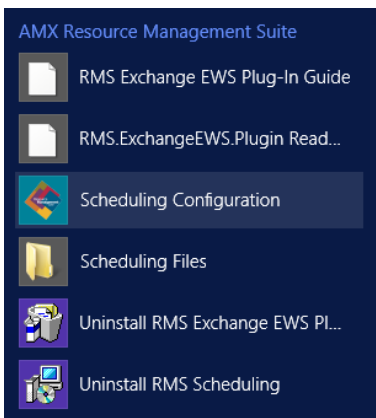 AMX Resource Management Suite
RMS Exchange EWS Plug-In Guide
RMS.ExchangeEWS.Plugin Read...
Scheduling Configuration
Scheduling Files
Uninstall RMS Exchange EWS Pl...
Uninstall RMS Scheduling